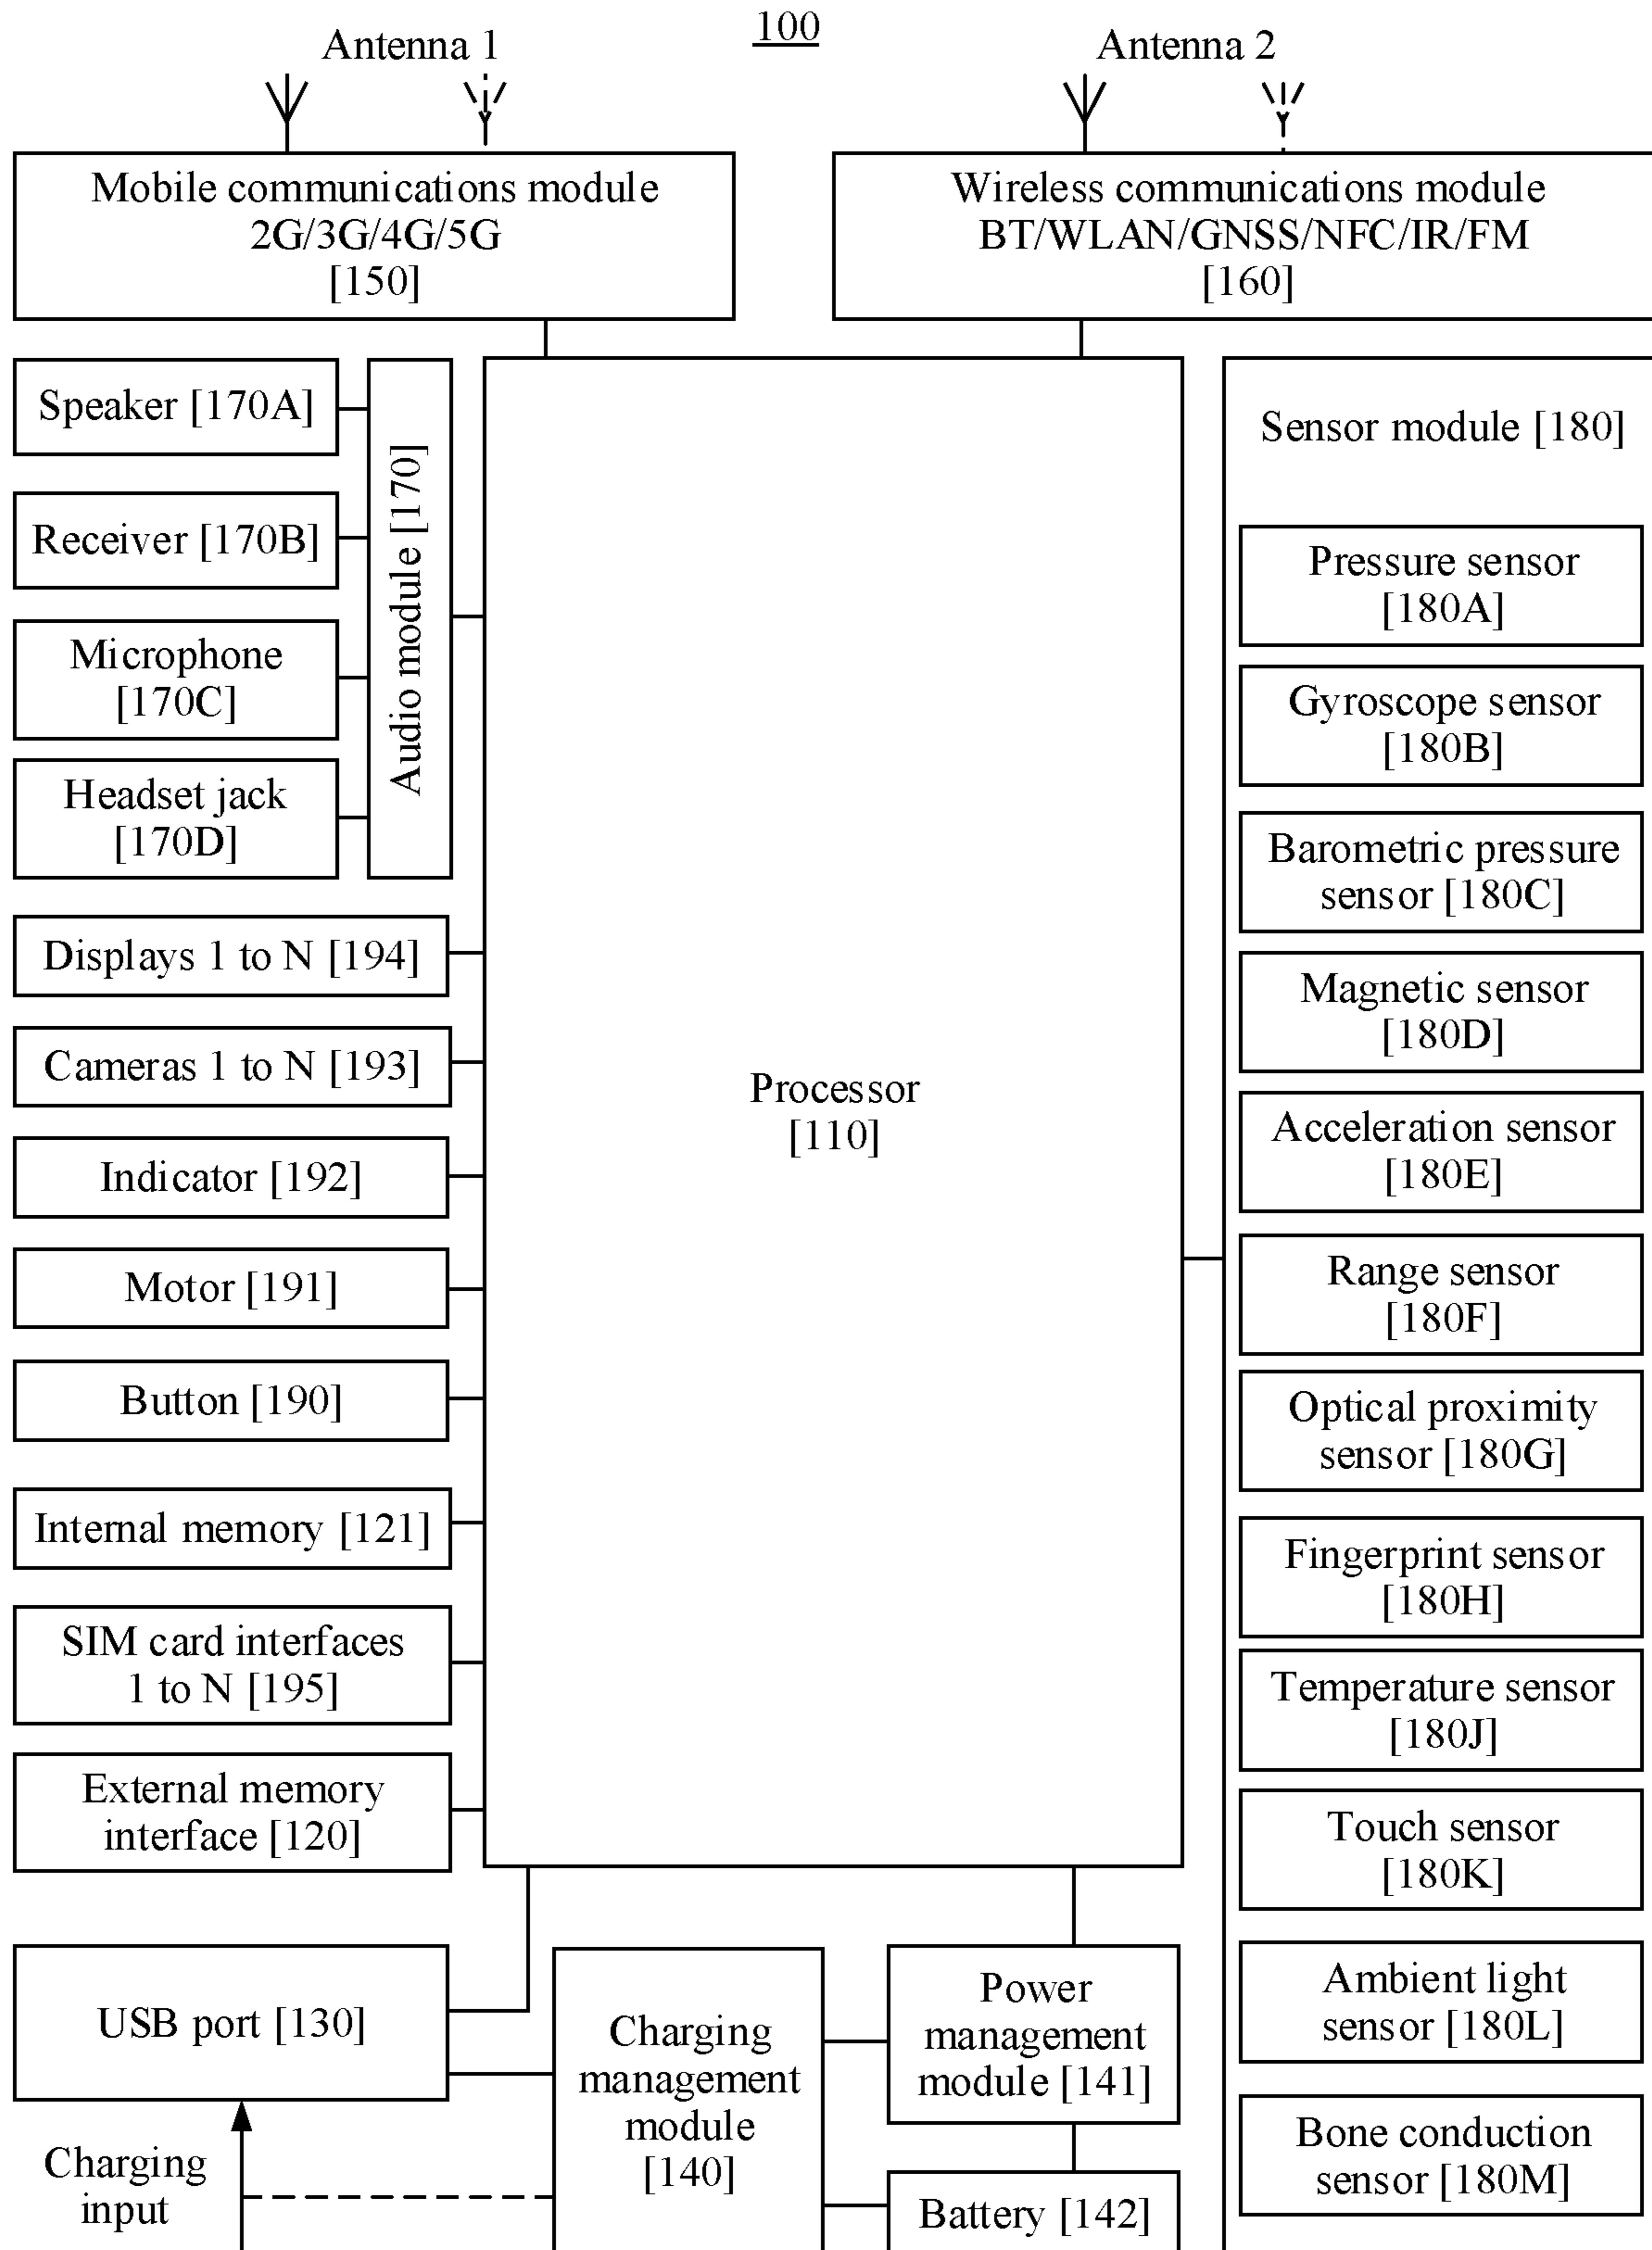 100
Antenna 1
Antenna 2
Mobile communications module
2G/3G/4G/5G
[150]
Wireless communications module
BT/WLAN/GNSS/NFC/IR/FM
[160]
Speaker [170A]
Receiver [170B]
Microphone
[170C]
Headset jack
[170D]
Audio module [170]
Displays 1 to N [194]
Cameras 1 to N [193]
Indicator [192]
Motor [191]
Button [190]
Internal memory [121]
SIM card interfaces
1 to N [195]
External memory
interface [120]
Processor
[110]
Sensor module [180]
Pressure sensor
[180A]
Gyroscope sensor
[180B]
Barometric pressure
sensor [180C]
Magnetic sensor
[180D]
Acceleration sensor
[180E]
Range sensor
[180F]
Optical proximity
sensor [180G]
Fingerprint sensor
[180H]
Temperature sensor
[180J]
Touch sensor
[180K]
Ambient light
sensor [180L]
Bone conduction
sensor [180M]
USB port [130]
Charging
input
Charging
management
module
[140]
Power
management
module [141]
Battery [142]